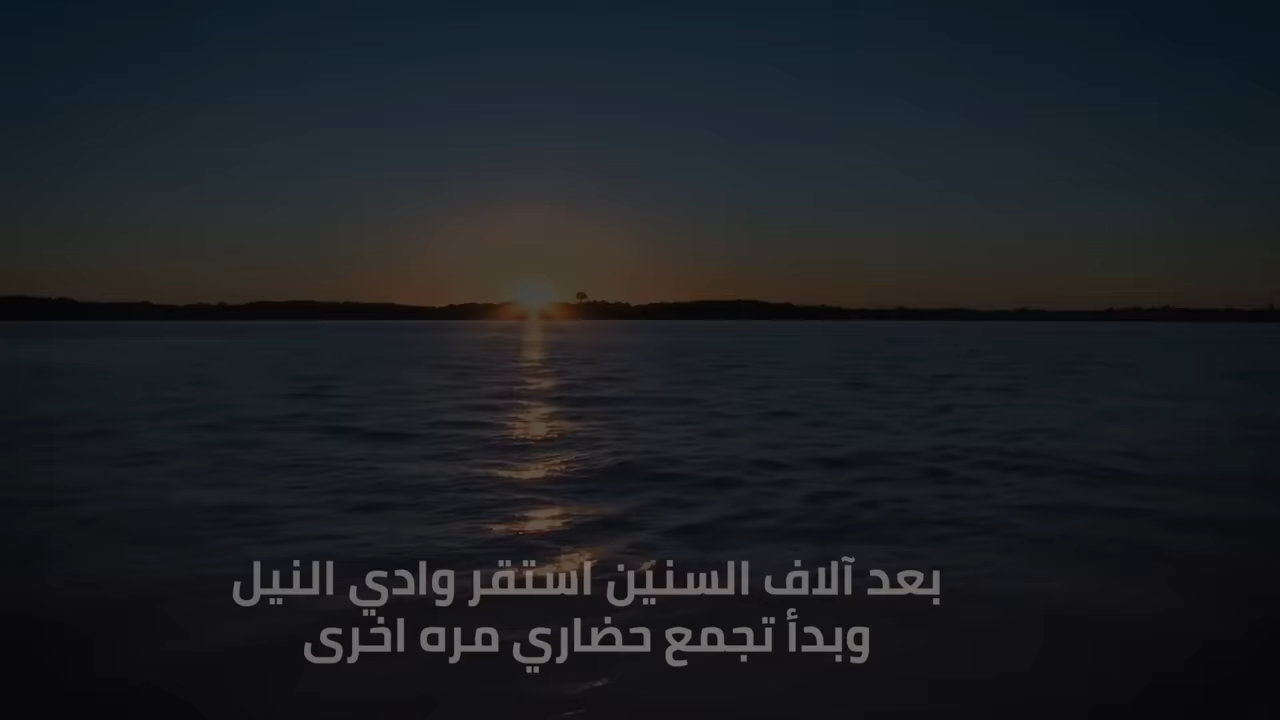 بعد آلاف السنين استقر وادي النيل
وبدأ تجمع حضاري مره اخرى